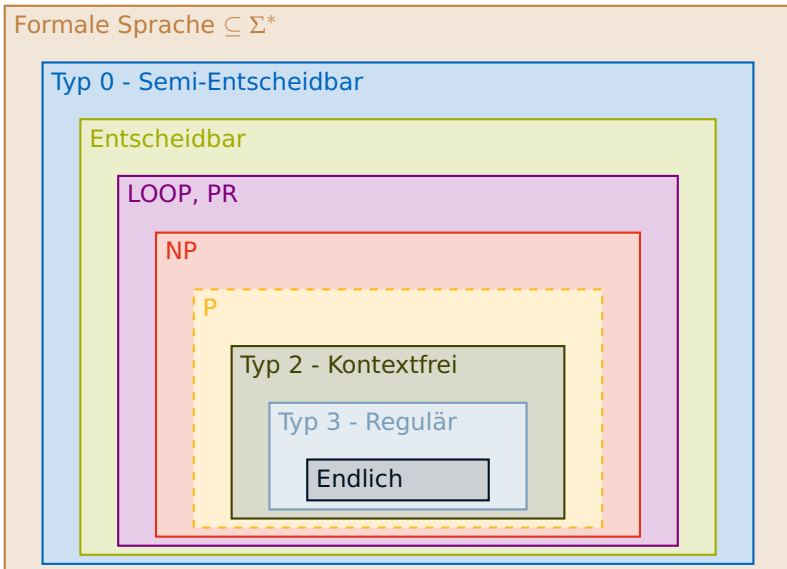 Formale Sprache ⊆ Σ*
Typ 0 - Semi-Entscheidbar
Entscheidbar
LOOP, PR
NP
P
Typ 2 - Kontextfrei
Typ 3 - Regulär
Endlich